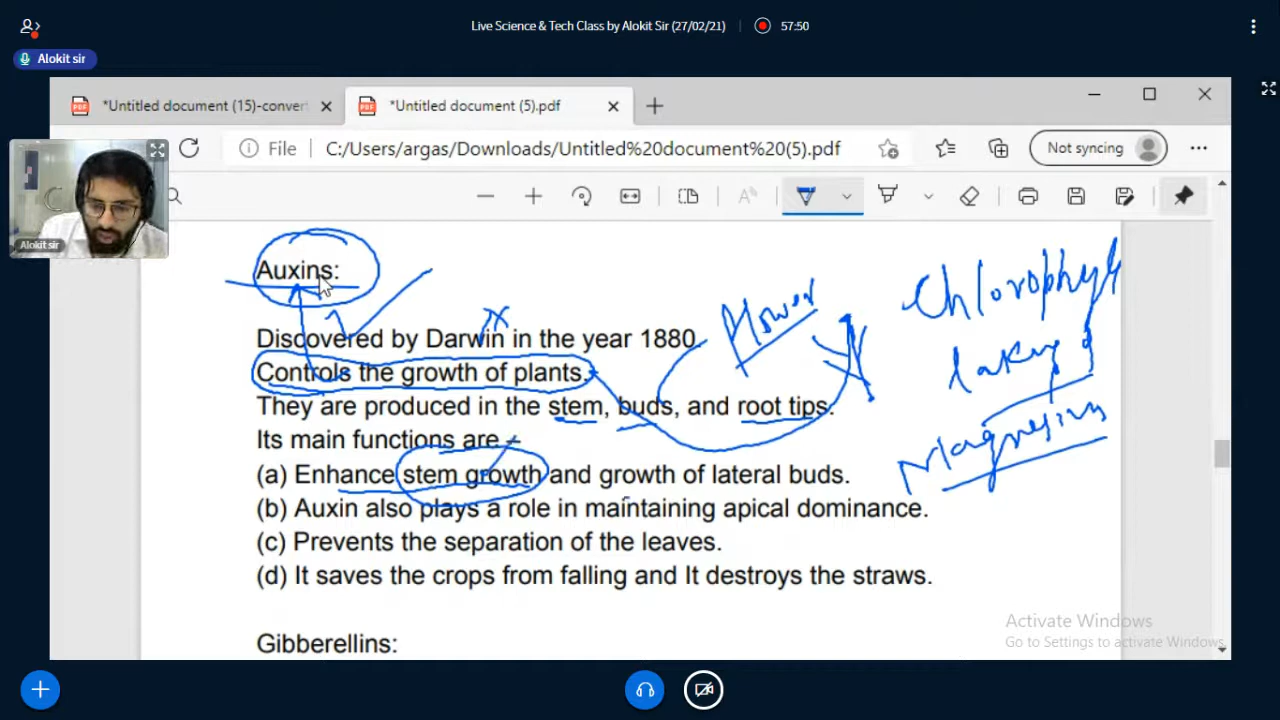 Live Science & Tech Class by Alokit Sir (27/02/21) 57:50
Alokit sir
*Untitled document (15)-conver
*Untitled document (5).pdf
File C:/Users/argas/Downloads/Untitled%20document%20(5).pdf
Not syncing
Alokit sir
Auxins:
Discovered by Darwin in the year 1880.
Controls the growth of plants.
They are produced in the stem, buds, and root tips.
Its main functions are –
(a) Enhance stem growth and growth of lateral buds.
(b) Auxin also plays a role in maintaining apical dominance.
(c) Prevents the separation of the leaves.
(d) It saves the crops from falling and It destroys the straws.
Gibberellins:
flower
Chlorophyll
Magnesium
Activate Windows
Go to Settings to activate Windows.